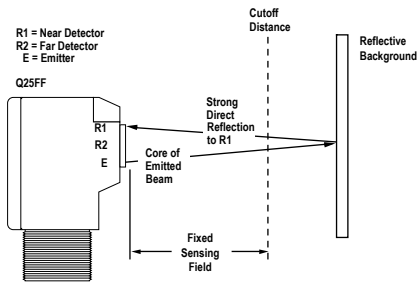 R1 = Near Detector
R2 = Far Detector
E = Emitter
Q25FF
Cutoff
Distance
Reflective
Background
R1
R2
E
Strong
Direct
Reflection
to R1
Core of
Emitted
Beam
Fixed
Sensing
Field